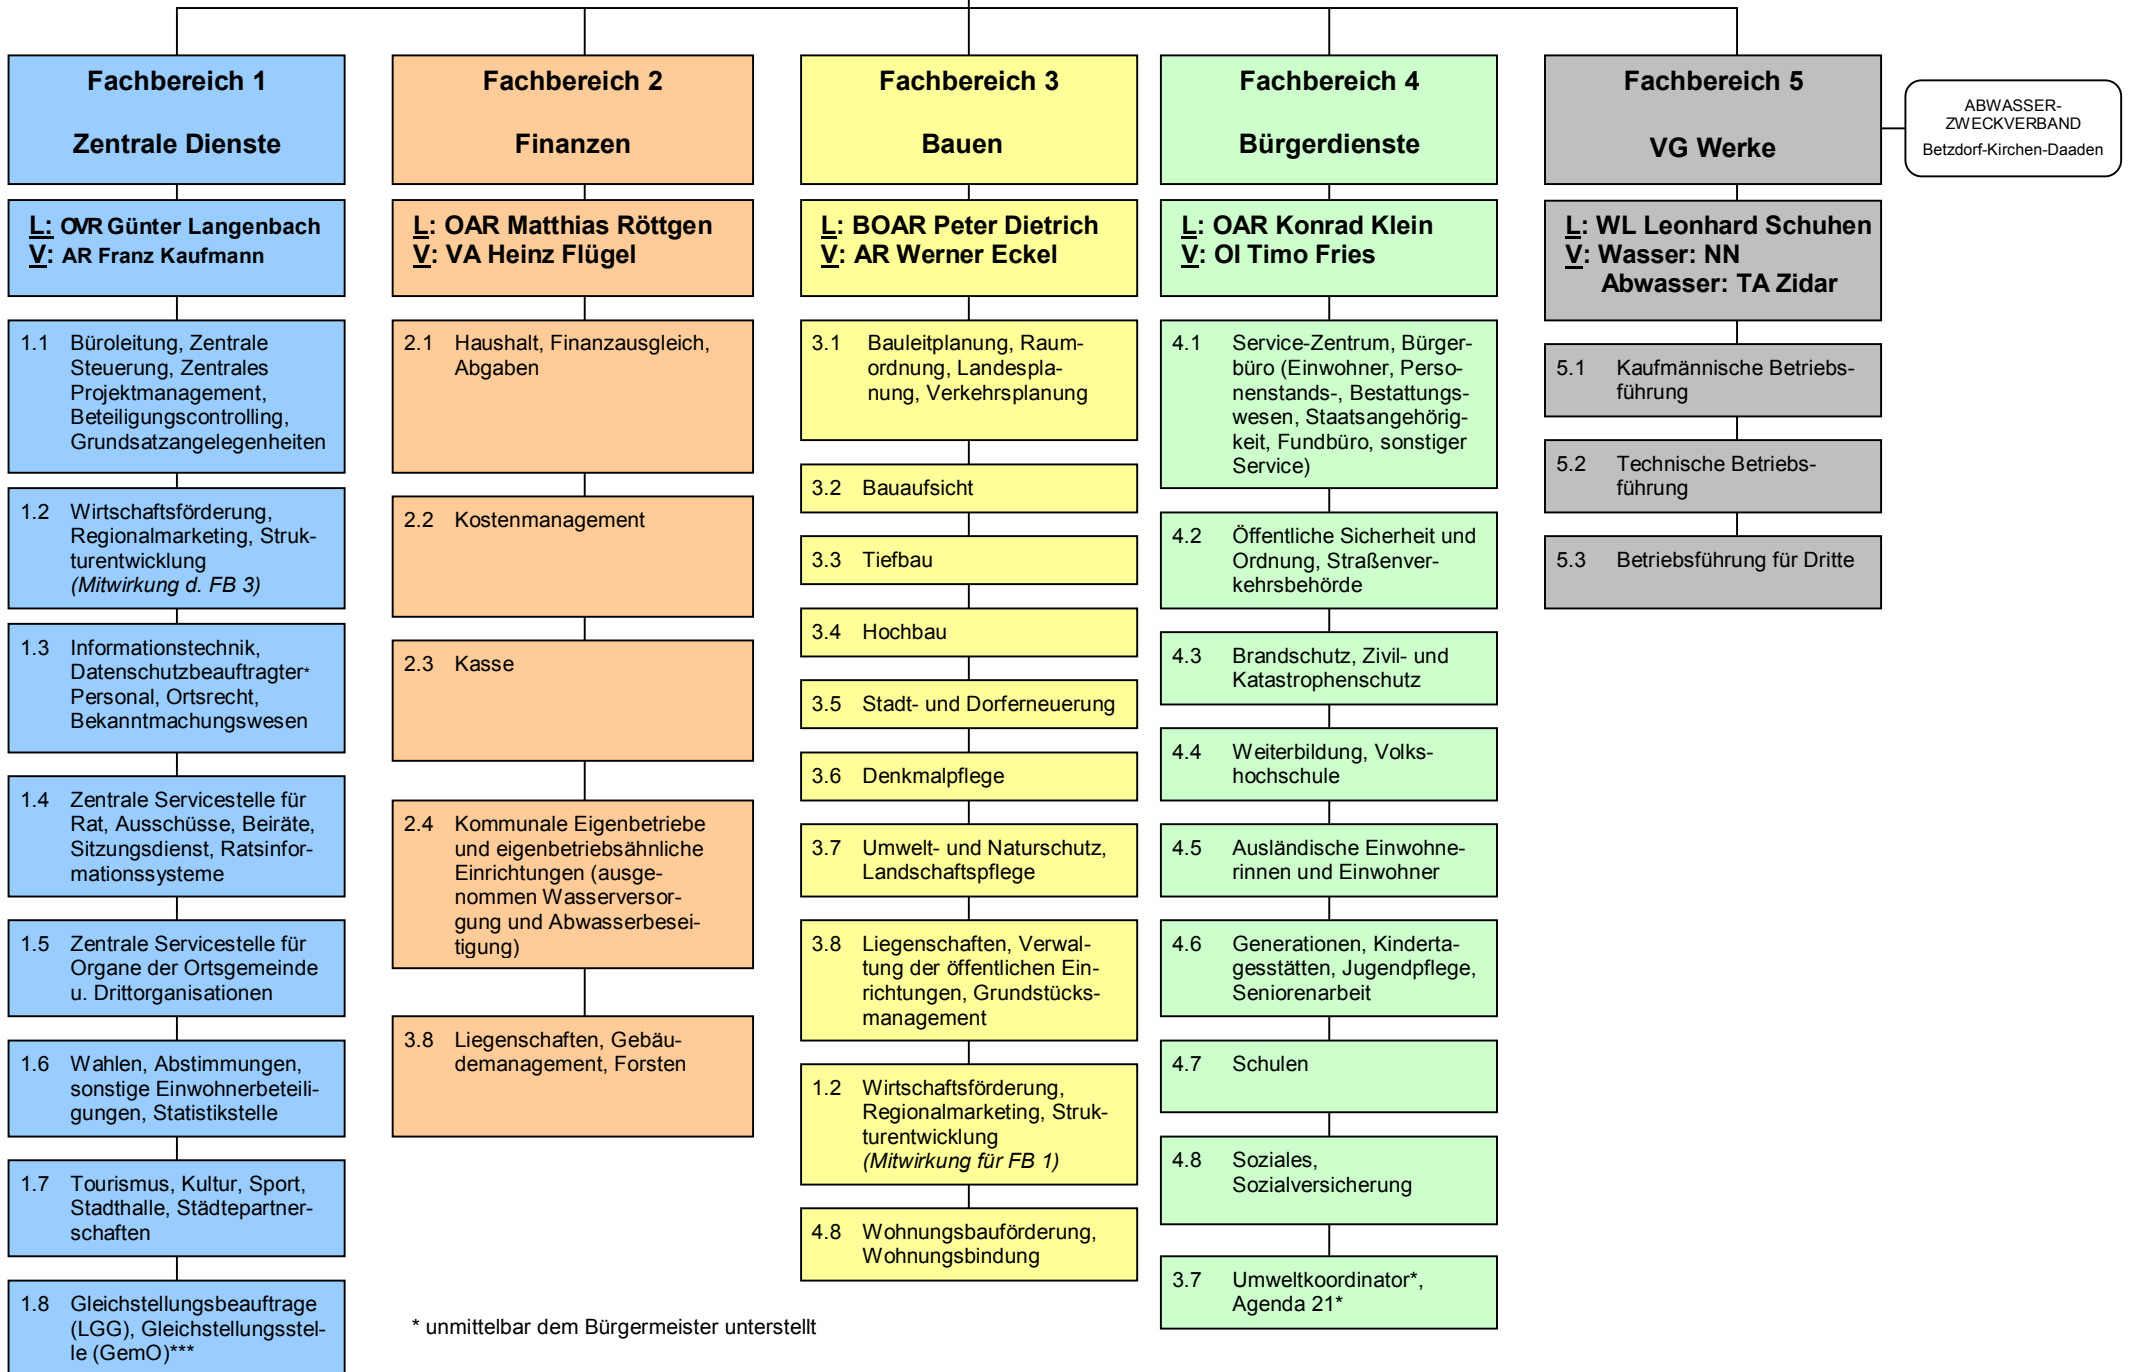 Fachbereich 1
Zentrale Dienste
L: OVR Günter Langenbach
V: AR Franz Kaufmann
1.1 Büroleitung, Zentrale
Steuerung, Zentrales
Projektmanagement,
Beteiligungscontrolling,
Grundsatzangelegenheiten
1.2 Wirtschaftsförderung,
Regionalmarketing, Struk-
turentwicklung
(Mitwirkung d. FB 3)
1.3 Informationstechnik,
Datenschutzbeauftragter*
Personal, Ortsrecht,
Bekanntmachungswesen
1.4 Zentrale Servicestelle für
Rat, Ausschüsse, Beiräte,
Sitzungsdienst, Ratsinfor-
mationssysteme
1.5 Zentrale Servicestelle für
Organe der Ortsgemeinde
u. Drittorganisationen
1.6 Wahlen, Abstimmungen,
sonstige Einwohnerbeteili-
gungen, Statistikstelle
1.7 Tourismus, Kultur, Sport,
Stadthalle, Städtepartner-
schaften
1.8 Gleichstellungsbeauftrage
(LGG), Gleichstellungsstel-
le (GemO)***
Fachbereich 2
Finanzen
L: OAR Matthias Röttgen
V: VA Heinz Flügel
2.1 Haushalt, Finanzausgleich,
Abgaben
2.2 Kostenmanagement
2.3 Kasse
2.4 Kommunale Eigenbetriebe
und eigenbetriebsähnliche
Einrichtungen (ausge-
nommen Wasserversor-
gung und Abwasserbesei-
tigung)
3.8 Liegenschaften, Gebäu-
demanagement, Forsten
Fachbereich 3
Bauen
L: BOAR Peter Dietrich
V: AR Werner Eckel
3.1 Bauleitplanung, Raum-
ordnung, Landespla-
nung, Verkehrsplanung
3.2 Bauaufsicht
3.3 Tiefbau
3.4 Hochbau
3.5 Stadt- und Dorferneuerung
3.6 Denkmalpflege
3.7 Umwelt- und Naturschutz,
Landschaftspflege
3.8 Liegenschaften, Verwal-
tung der öffentlichen Ein-
richtungen, Grundstücks-
management
1.2 Wirtschaftsförderung,
Regionalmarketing, Struk-
turentwicklung
(Mitwirkung für FB 1)
4.8 Wohnungsbauförderung,
Wohnungsbindung
Fachbereich 4
Bürgerdienste
L: OAR Konrad Klein
V: OI Timo Fries
4.1 Service-Zentrum, Bürger-
büro (Einwohner, Perso-
nenstands-, Bestattungs-
wesen, Staatsangehörig-
keit, Fundbüro, sonstiger
Service)
4.2 Öffentliche Sicherheit und
Ordnung, Straßenver-
kehrsbehörde
4.3 Brandschutz, Zivil- und
Katastrophenschutz
4.4 Weiterbildung, Volks-
hochschule
4.5 Ausländische Einwohne-
rinnen und Einwohner
4.6 Generationen, Kinderta-
gesstätten, Jugendpflege,
Seniorenarbeit
4.7 Schulen
4.8 Soziales,
Sozialversicherung
3.7 Umweltkoordinator*,
Agenda 21*
Fachbereich 5
VG Werke
L: WL Leonhard Schuhen
V: Wasser: NN
Abwasser: TA Zidar
5.1 Kaufmännische Betriebs-
führung
5.2 Technische Betriebs-
führung
5.3 Betriebsführung für Dritte
ABWASSER-
ZWECKVERBAND
Betzdorf-Kirchen-Daaden
* unmittelbar dem Bürgermeister unterstellt